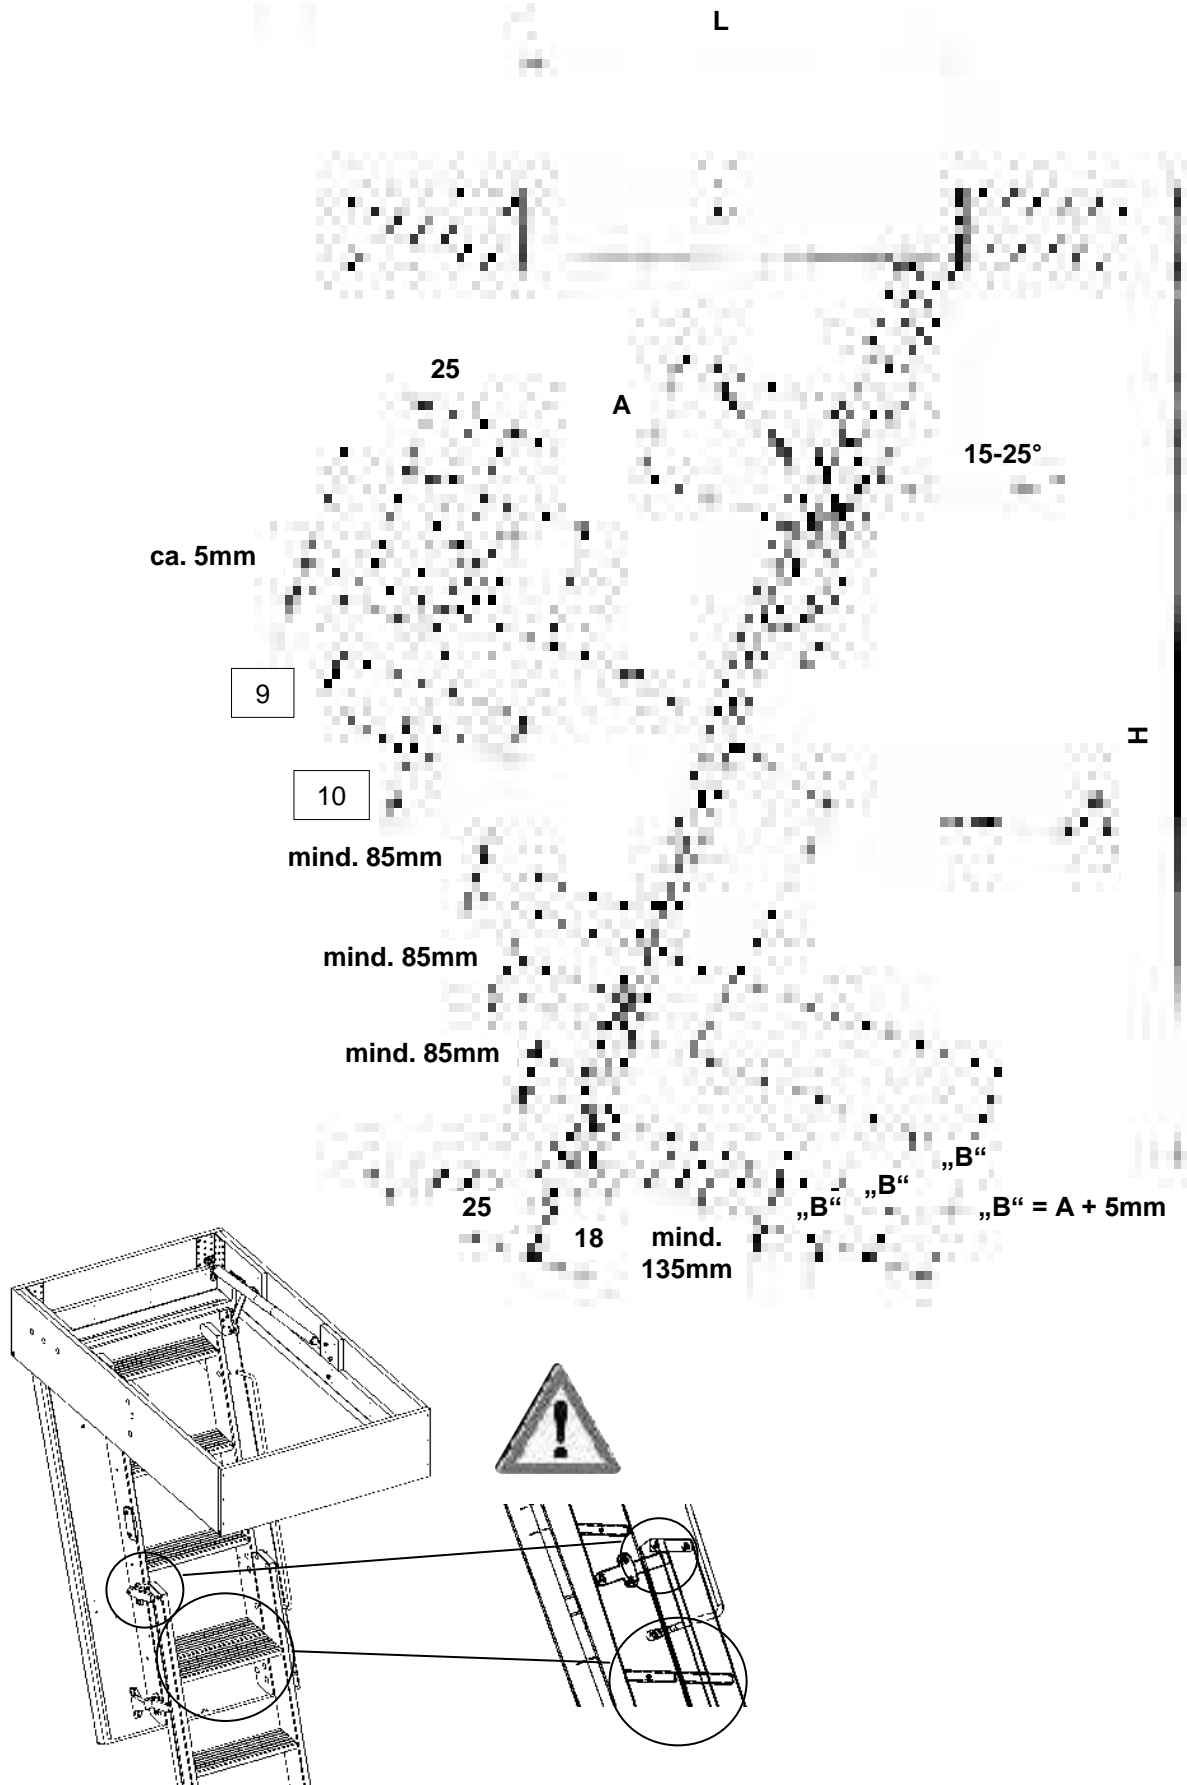 L
25
A
15-25°
ca. 5mm
9
H
10
mind. 85mm
mind. 85mm
mind. 85mm
„B“
„B“
25
„B“
„B“ = A + 5mm
18
mind.
135mm